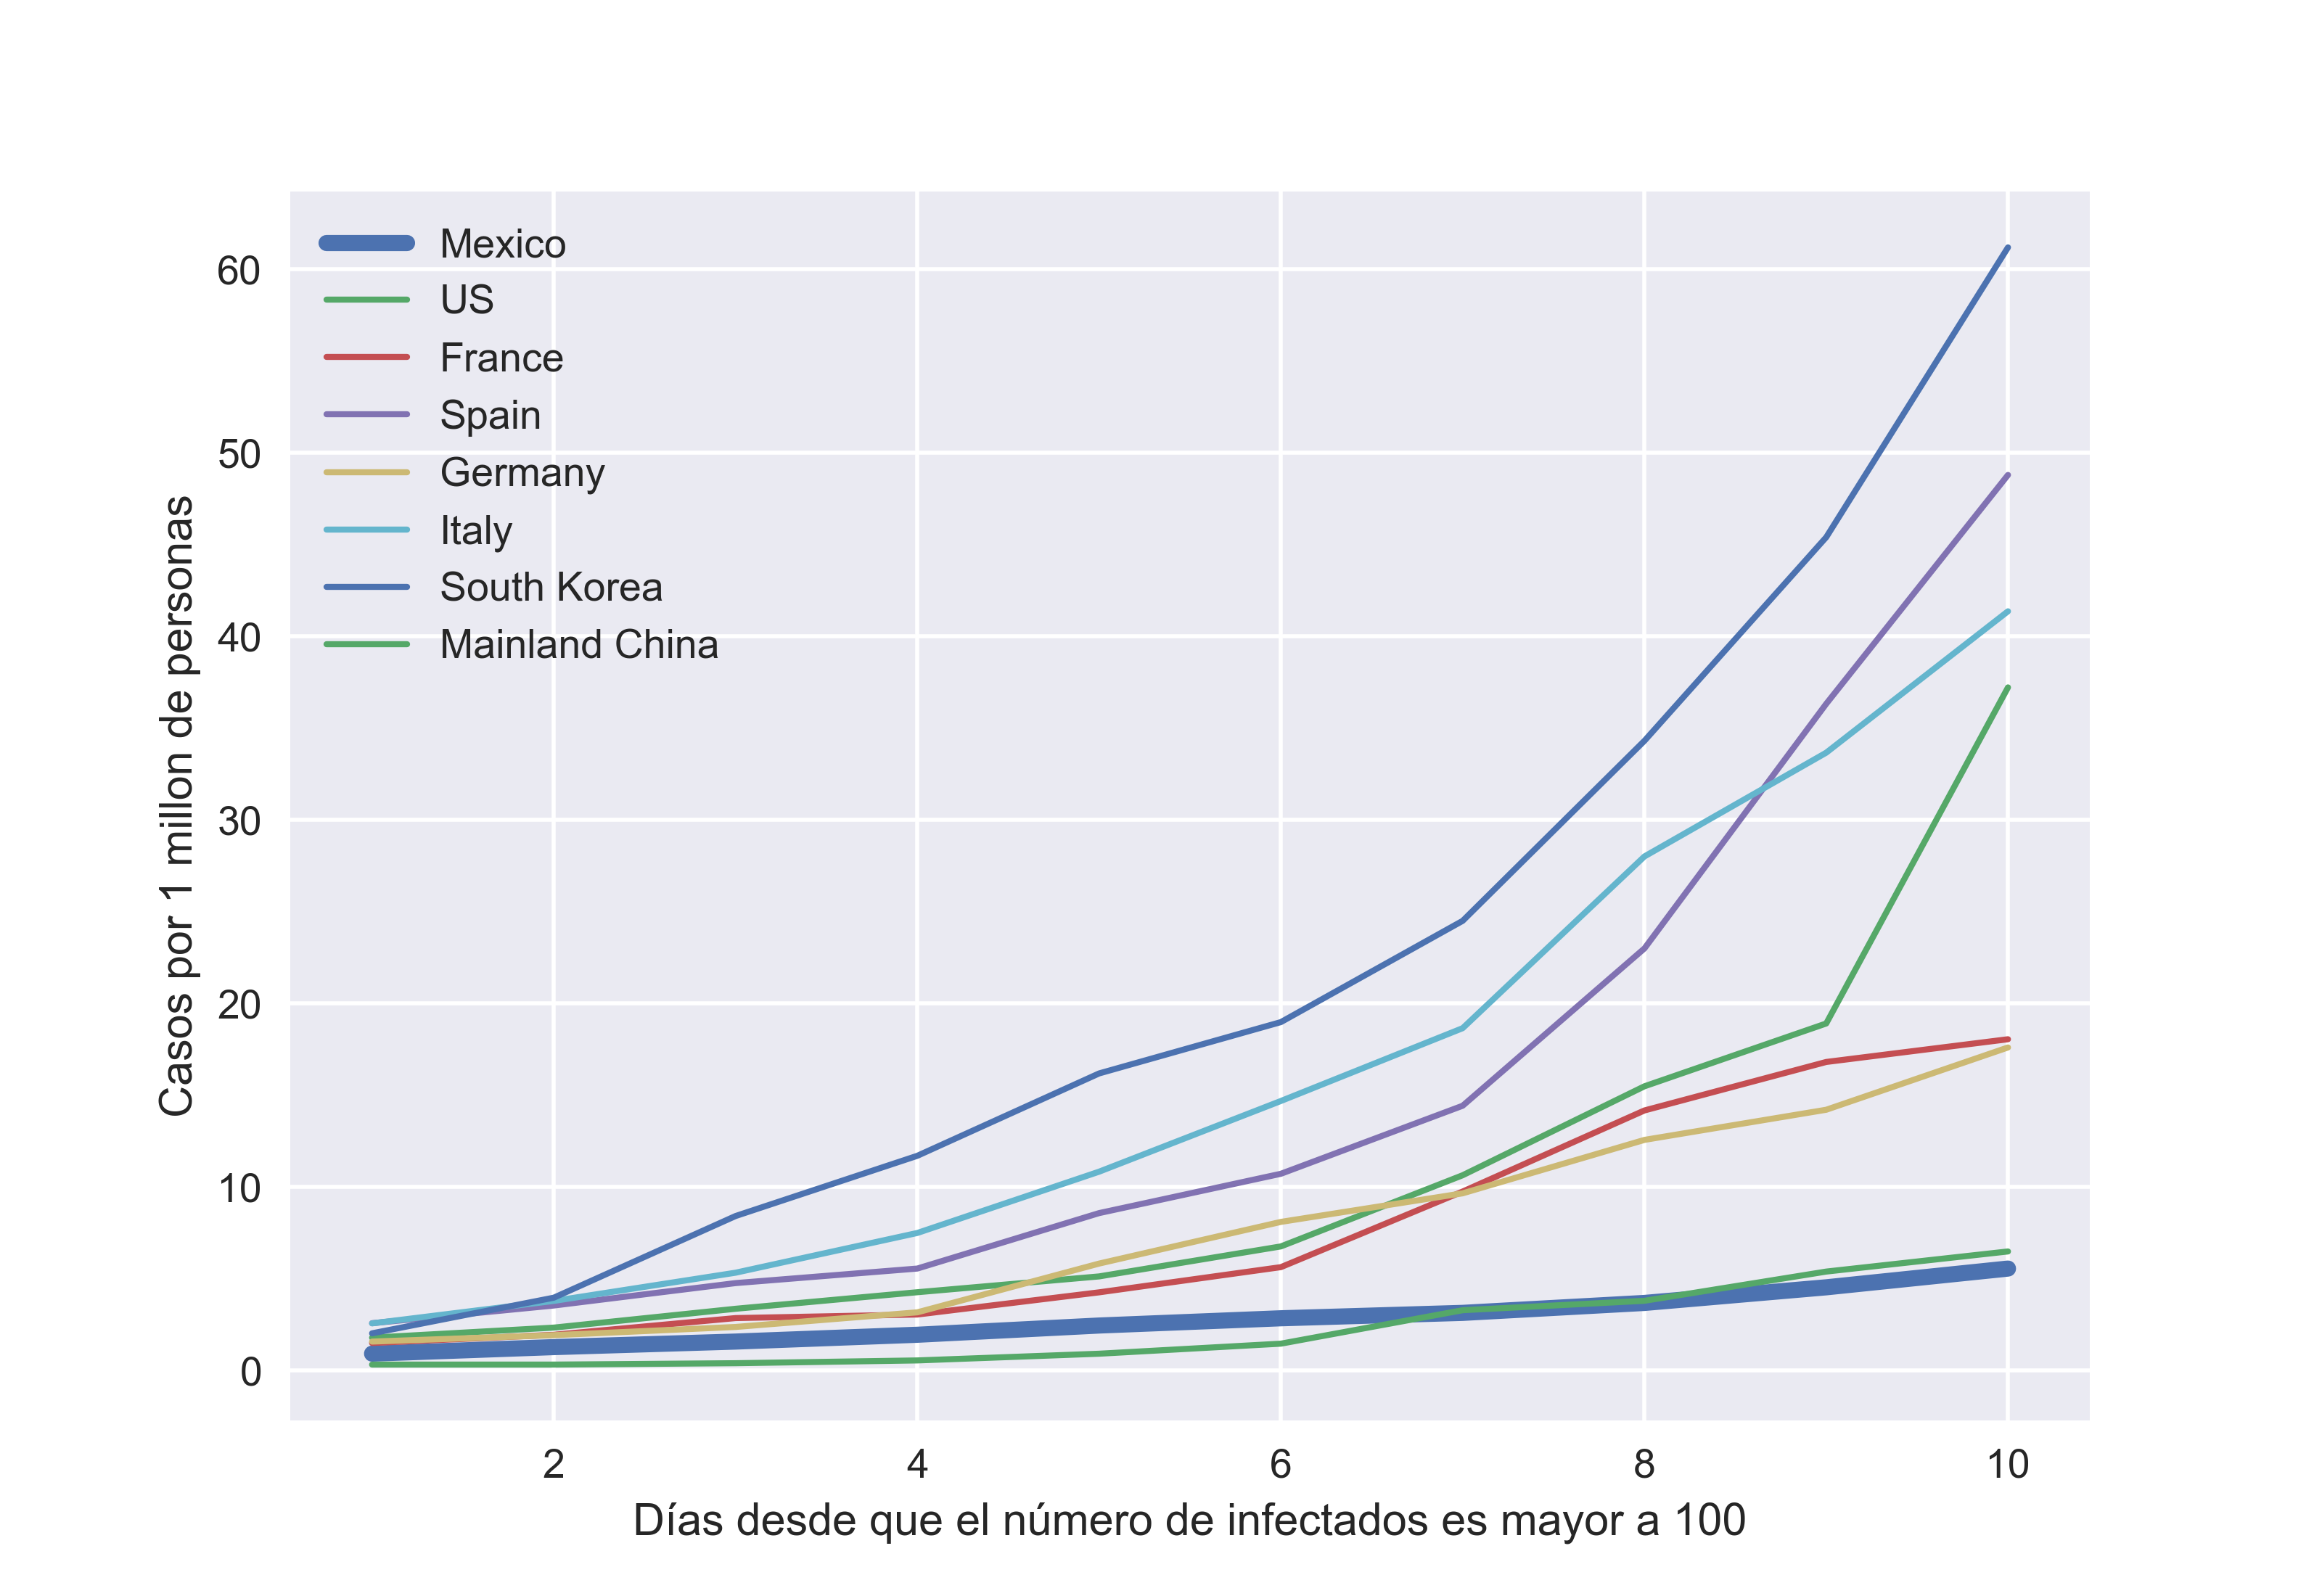 Mexico
US
France
Spain
Germany
Italy
South Korea
Mainland China
60
50
40
30
20
10
0
Casos por 1 millon de personas
2 4 6 8 10
Días desde que el número de infectados es mayor a 100